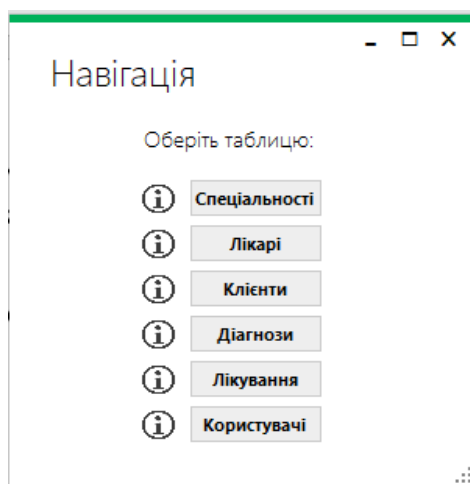 Навігація
Оберіть таблицю:
Спеціальності
Лікарі
Клієнти
Діагнози
Лікування
Користувачі